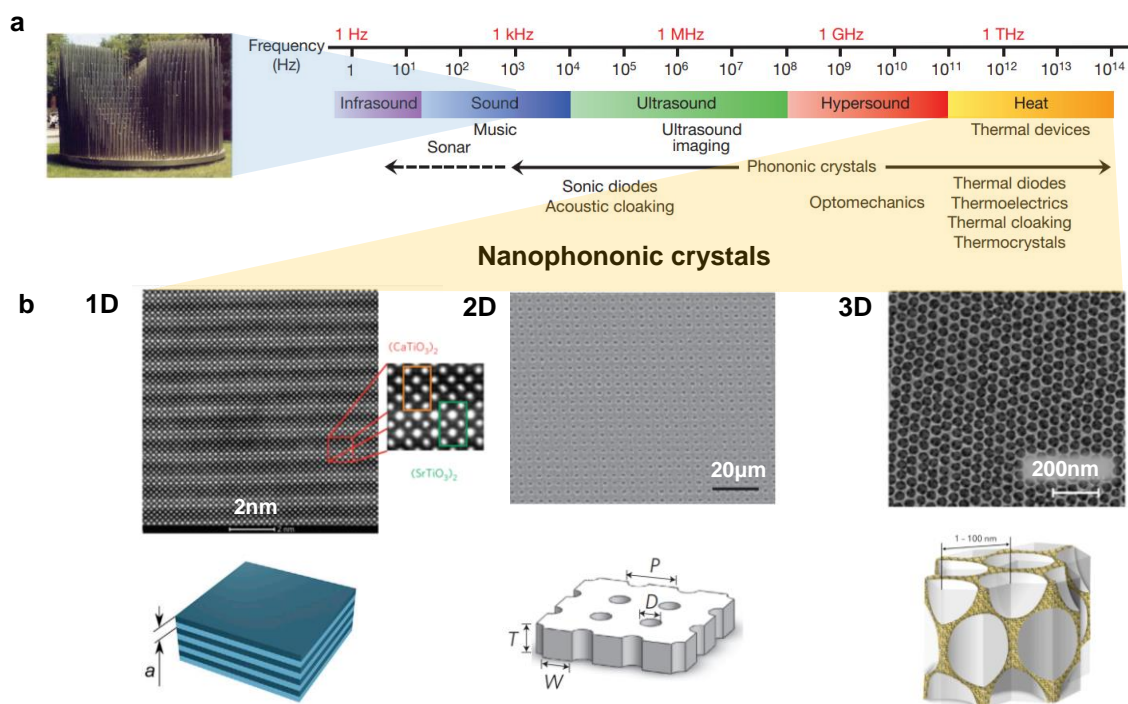 a
1 Hz 1 kHz 1 MHz 1 GHz 1 THz
Frequency
(Hz)
1 10¹ 10² 10³ 10⁴ 10⁵ 10⁶ 10⁷ 10⁸ 10⁹ 10¹⁰ 10¹¹ 10¹² 10¹³ 10¹⁴
Infrasound Sound Ultrasound Hypersound Heat
Music Ultrasound Thermal devices
Sonar imaging
Phononic crystals
Sonic diodes Thermal diodes
Acoustic cloaking Optomechanics Thermoelectrics
Thermal cloaking
Thermocrystals
Nanophononic crystals
b 1D 2D 3D
(CaTiO₃)₂
(SrTiO₃)₂
2nm
2 nm
20μm
200nm
1 - 100 nm
a
P
D
T
W